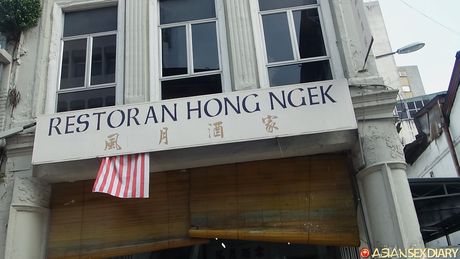 RESTORAN HONG NGEK
風月酒家
ASIANSEXDIARY